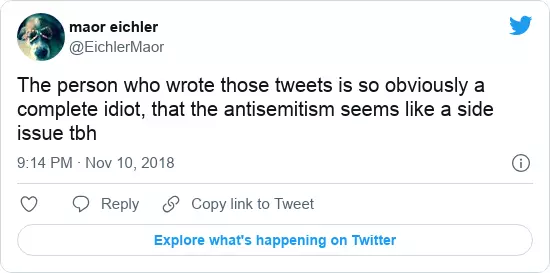 maor eichler
@EichlerMaor
The person who wrote those tweets is so obviously a
complete idiot, that the antisemitism seems like a side
issue tbh
9:14 PM · Nov 10, 2018
Reply Copy link to Tweet
Explore what's happening on Twitter